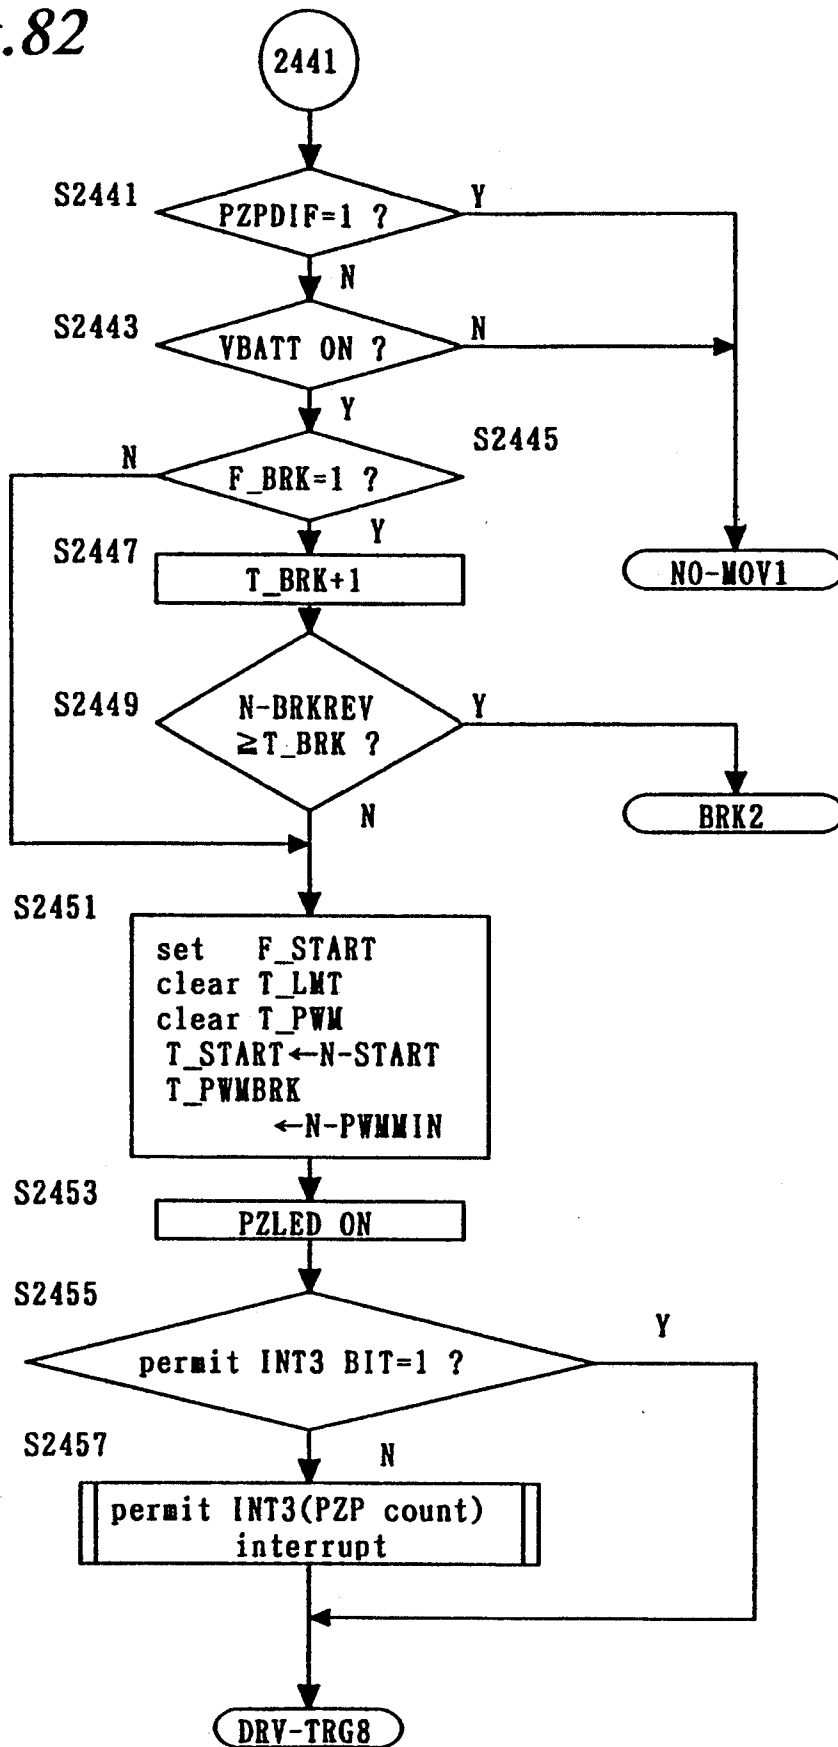 .82
2441
S2441
PZPDIF=1 ?
Y
N
S2443
VBATT ON ?
N
Y
S2445
N
F_BRK=1 ?
Y
S2447
T_BRK+1
NO-MOV1
S2449
N-BRKREV
≧T_BRK ?
Y
N
BRK2
S2451
set F_START
clear T_LMT
clear T_PWM
T_START←N-START
T_PWMBRK
←N-PWMMIN
S2453
PZLED ON
S2455
permit INT3 BIT=1 ?
Y
N
S2457
permit INT3(PZP count)
interrupt
DRV-TRG8